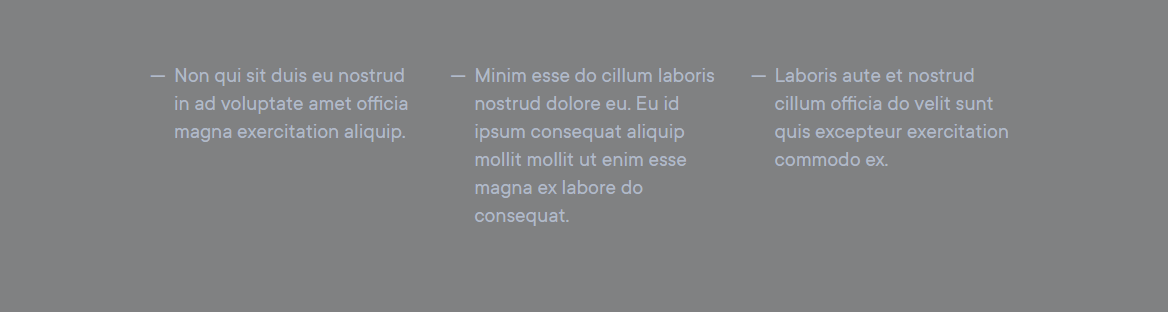 — Non qui sit duis eu nostrud
in ad voluptate amet officia
magna exercitation aliquip.
— Minim esse do cillum laboris
nostrud dolore eu. Eu id
ipsum consequat aliquip
mollit mollit ut enim esse
magna ex labore do
consequat.
— Laboris aute et nostrud
cillum officia do velit sunt
quis excepteur exercitation
commodo ex.